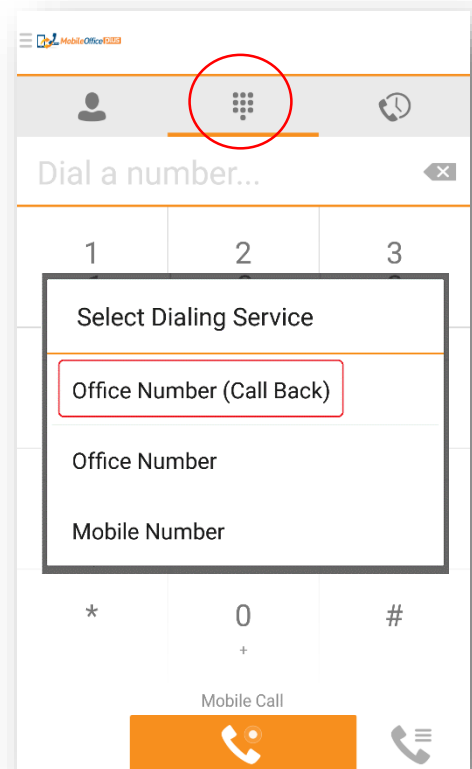 MobileOffice PLUS
Dial a number...
1 2 3
Select Dialing Service
Office Number (Call Back)
Office Number
Mobile Number
* 0 #
+
Mobile Call